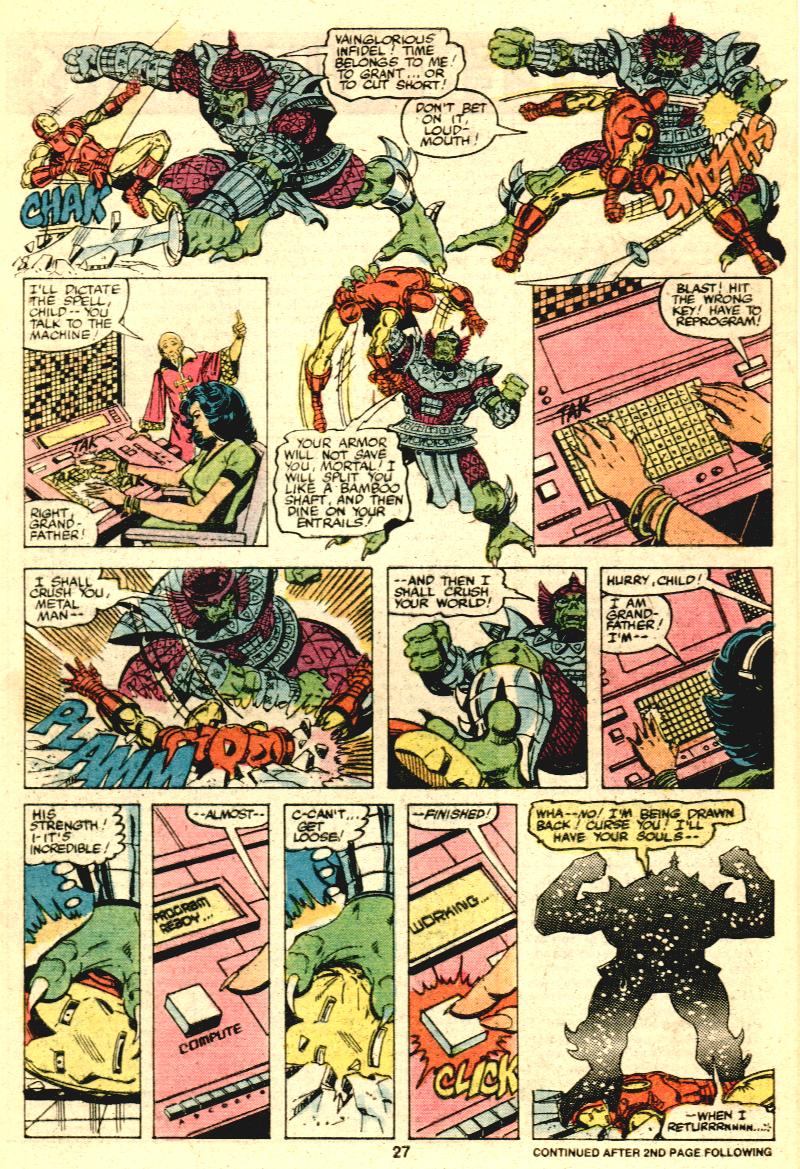 VAINGLORIOUS
INFIDEL! TIME
BELONGS TO ME!
TO GRANT... OR
TO CUT SHORT!
DON'T BET
ON IT,
LOUD-
MOUTH!
CHAK
SHLANG
I'LL DICTATE
THE SPELL,
CHILD--YOU
TALK TO THE
MACHINE!
TAK
TAK
RIGHT,
GRAND-
FATHER!
YOUR ARMOR
WILL NOT SAVE
YOU, MORTAL! I
WILL SPLIT YOU
LIKE A BAMBOO
SHAFT, AND THEN
DINE ON YOUR
ENTRAILS!
BLAST! HIT
THE WRONG
KEY! HAVE TO
REPROGRAM!
TAK
I SHALL
CRUSH YOU,
METAL
MAN--
PLAMM
--AND THEN I
SHALL CRUSH
YOUR WORLD!
HURRY, CHILD!
I AM
GRAND-
FATHER!
I'M--
HIS
STRENGTH!
I-IT'S
INCREDIBLE!
--ALMOST--
PROGRAM
READY...
COMPUTE
A B C D E F
C-CAN'T...
GET
LOOSE!
--FINISHED!
WORKING...
CLICK
WHA--NO! I'M BEING DRAWN
BACK! CURSE YOU! I'LL
HAVE YOUR SOULS--
--WHEN I
RETURRRNNNN....
27
CONTINUED AFTER 2ND PAGE FOLLOWING